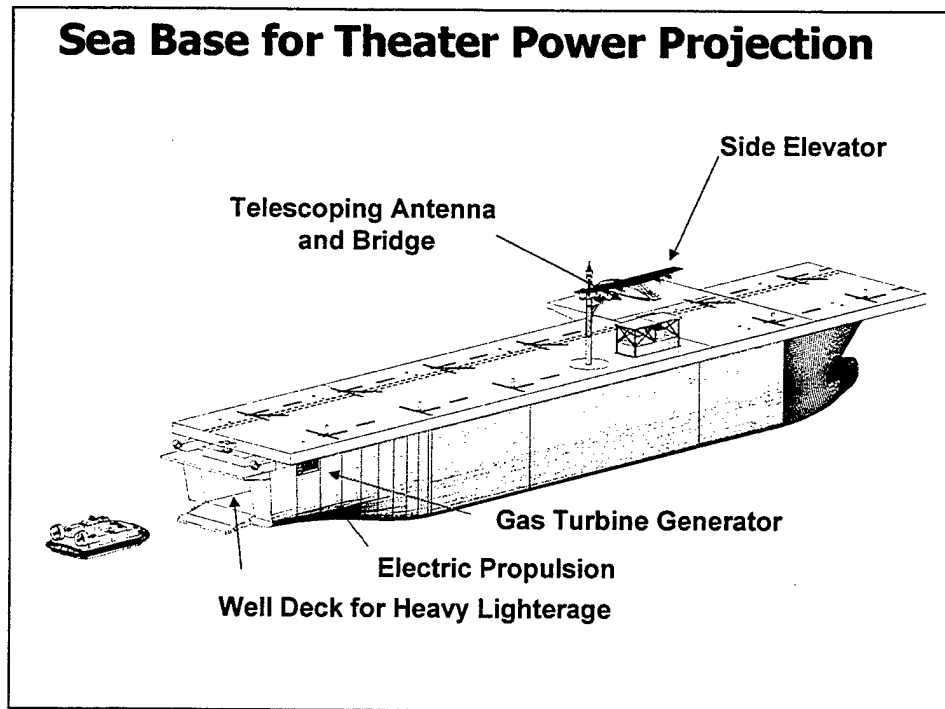 Sea Base for Theater Power Projection
Side Elevator
Telescoping Antenna
and Bridge
Gas Turbine Generator
Electric Propulsion
Well Deck for Heavy Lighterage